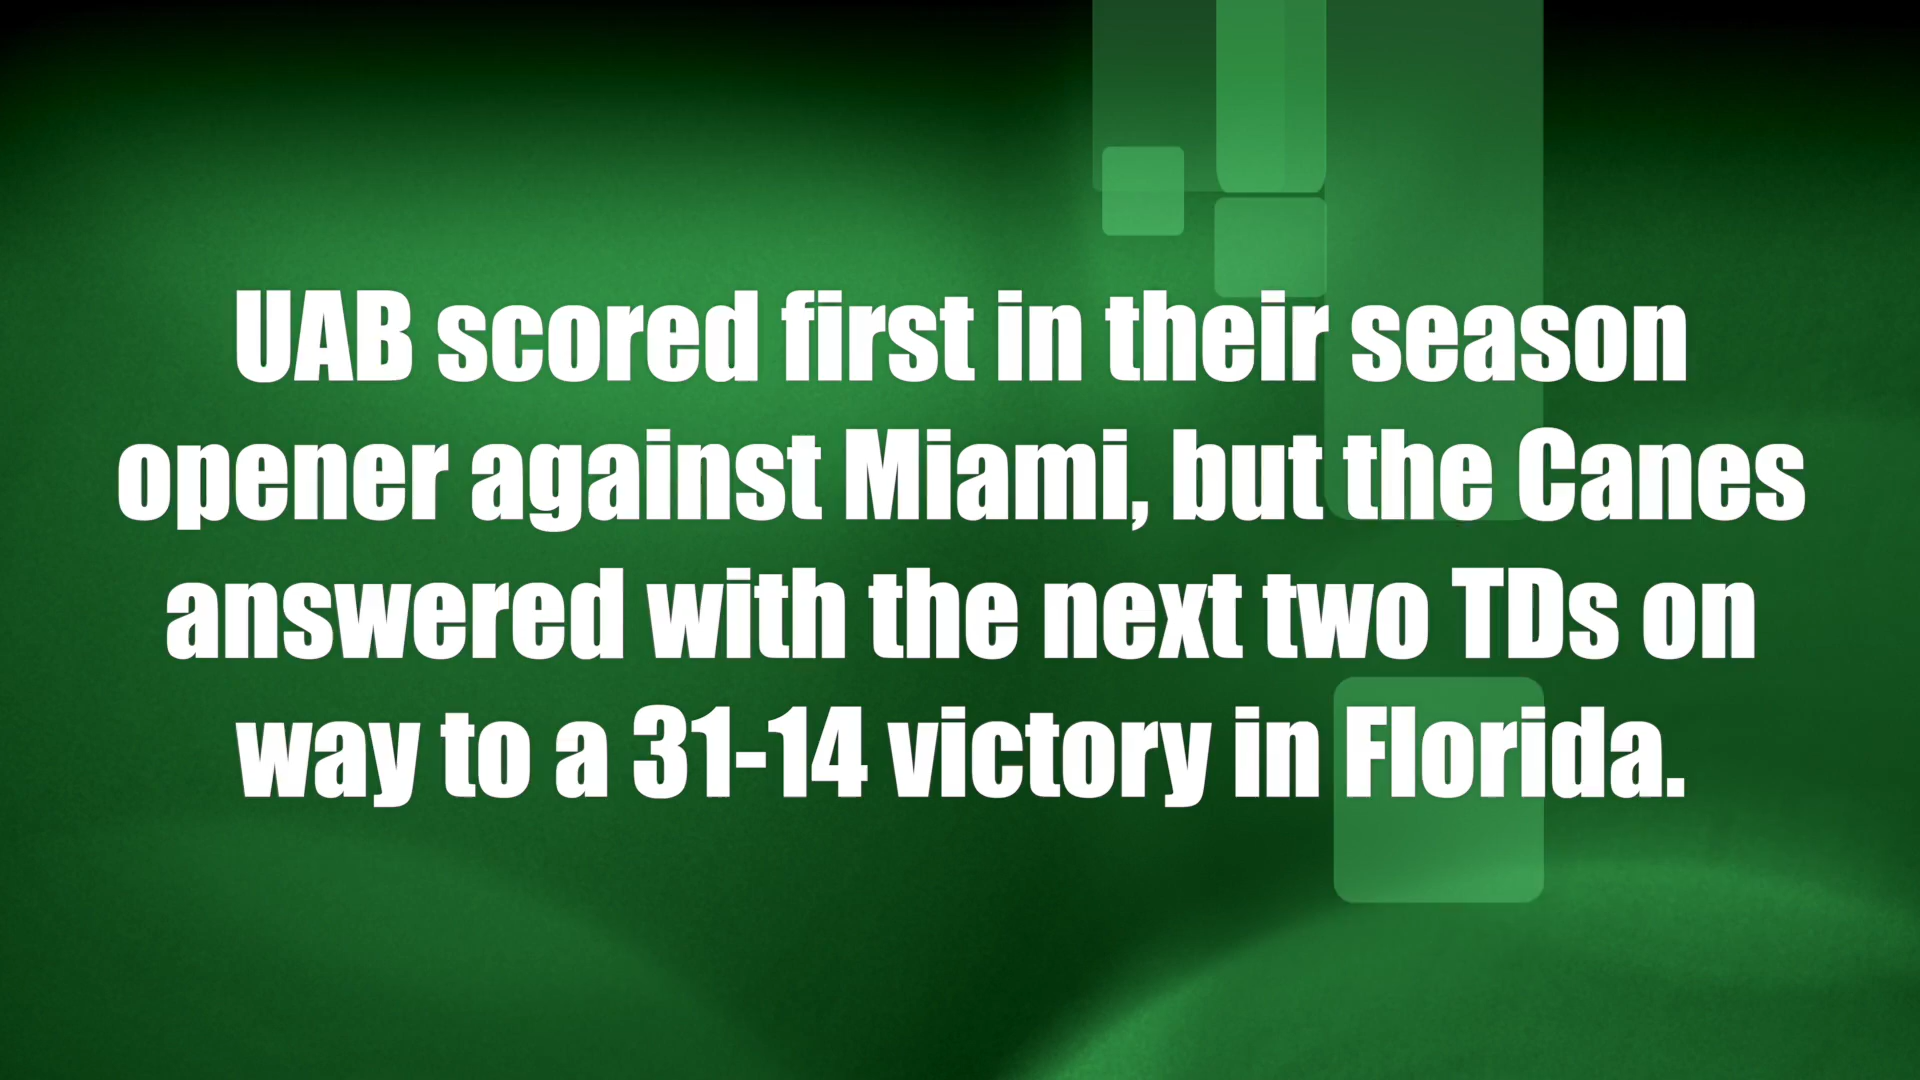 UAB scored first in their season
opener against Miami, but the Canes
answered with the next two TDs on
way to a 31-14 victory in Florida.